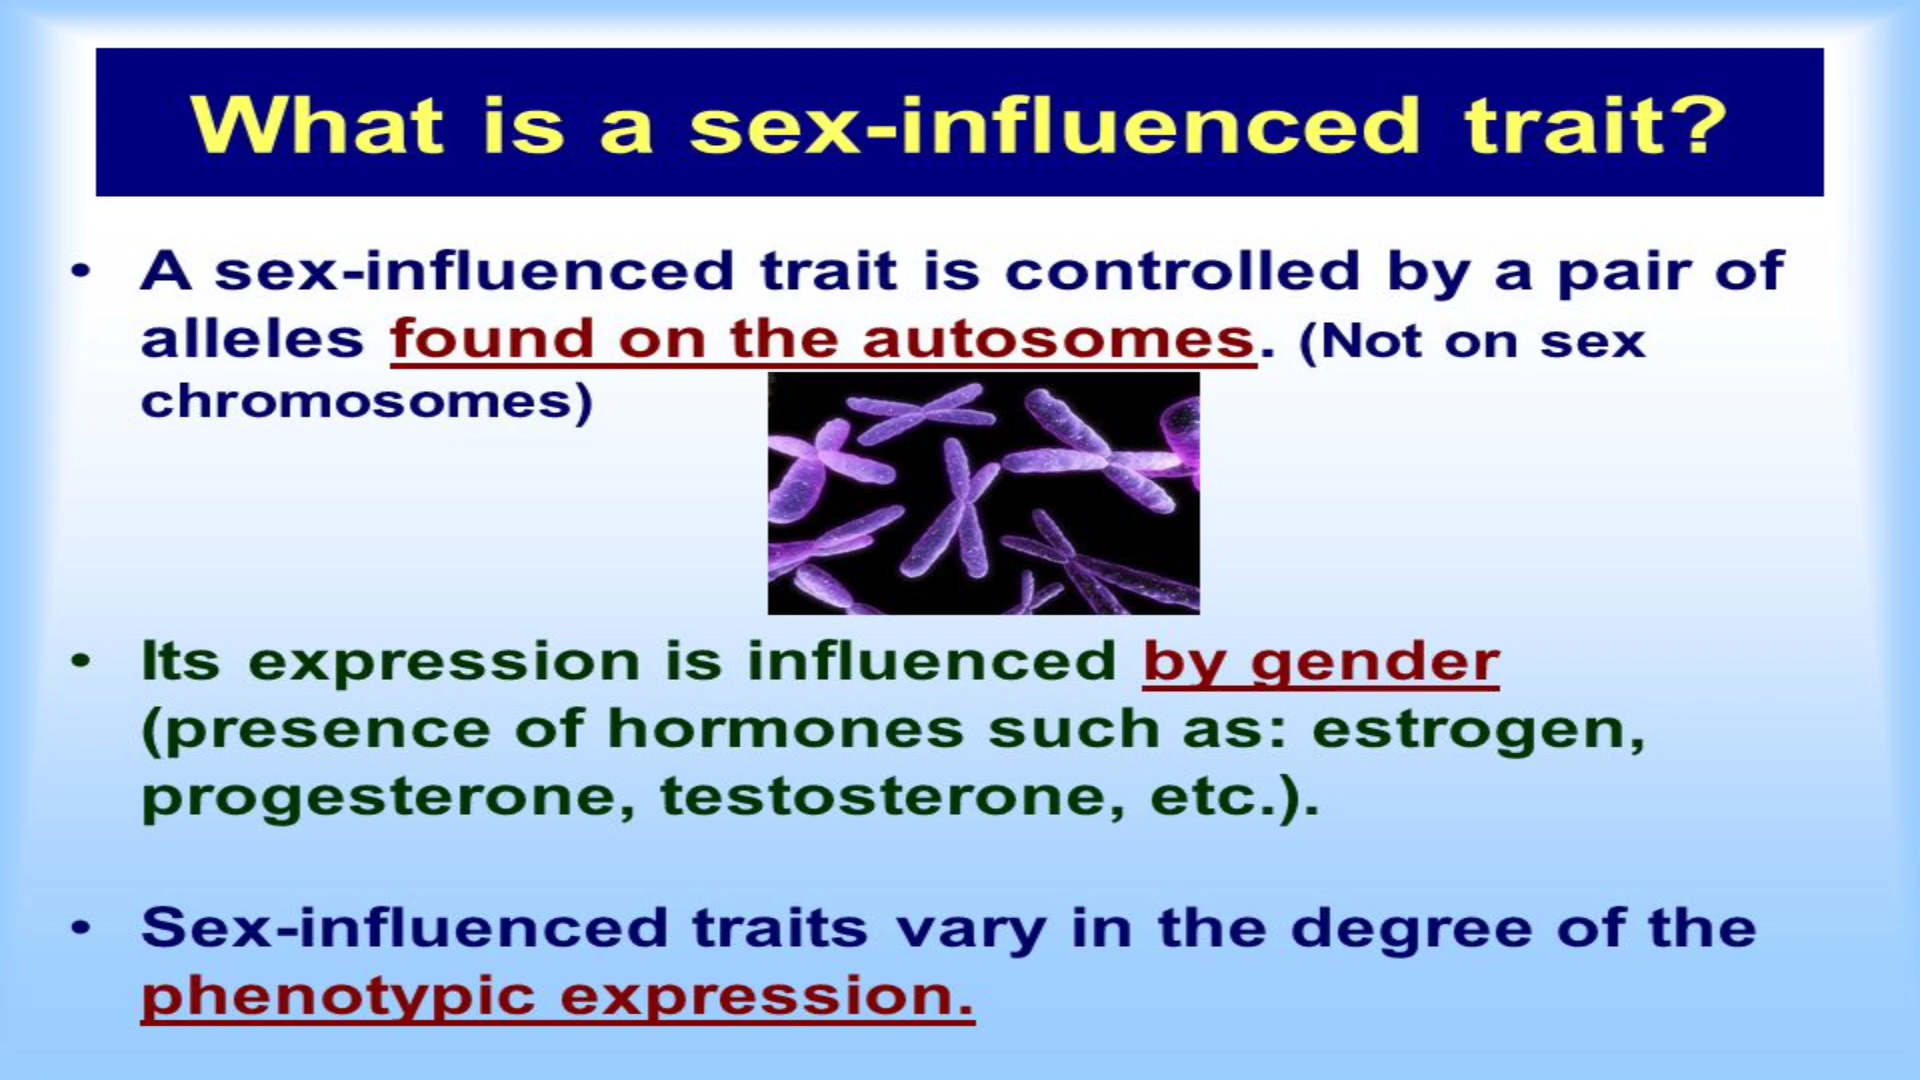 What is a sex-influenced trait?
• A sex-influenced trait is controlled by a pair of
alleles found on the autosomes. (Not on sex
chromosomes)
• Its expression is influenced by gender
(presence of hormones such as: estrogen,
progesterone, testosterone, etc.).
• Sex-influenced traits vary in the degree of the
phenotypic expression.